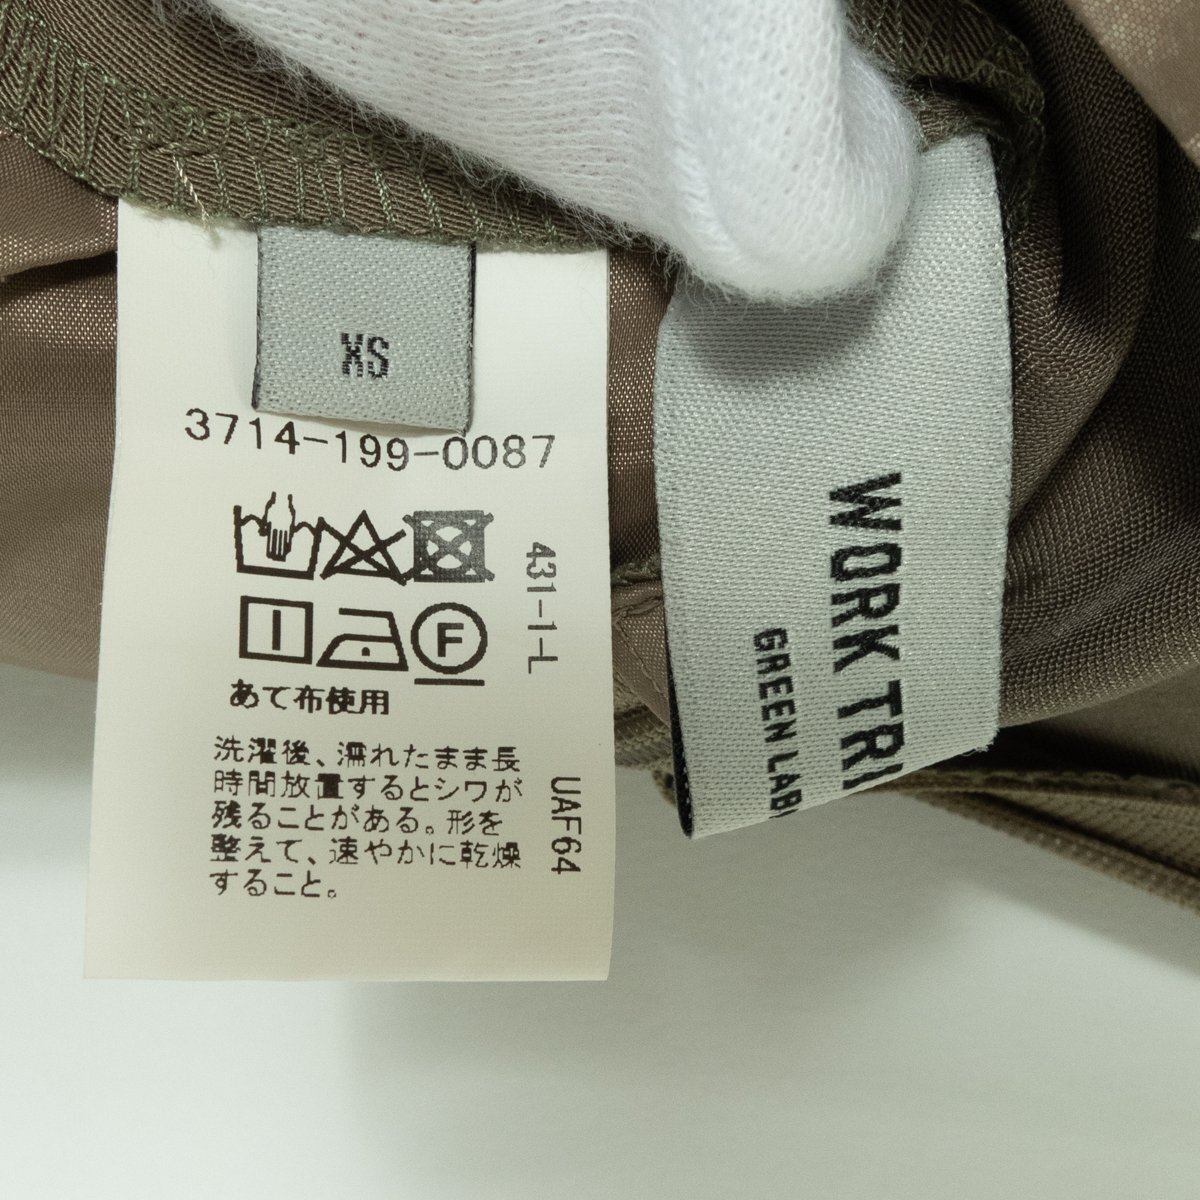 XS
3714-199-0087
F
431-1-L
あて布使用
洗濯後、濡れたまま長
時間放置するとシワが
残ることがある。形を
整えて、速やかに乾燥
すること。
UAF64
WORK TRI
GREEN LAB